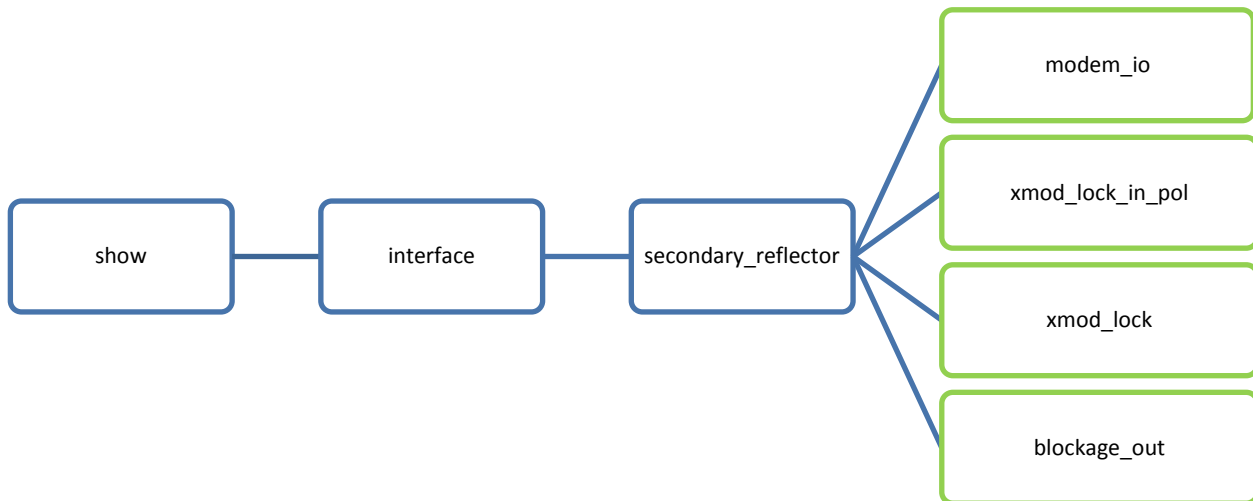 show
interface
secondary_reflector
modem_io
xmod_lock_in_pol
xmod_lock
blockage_out